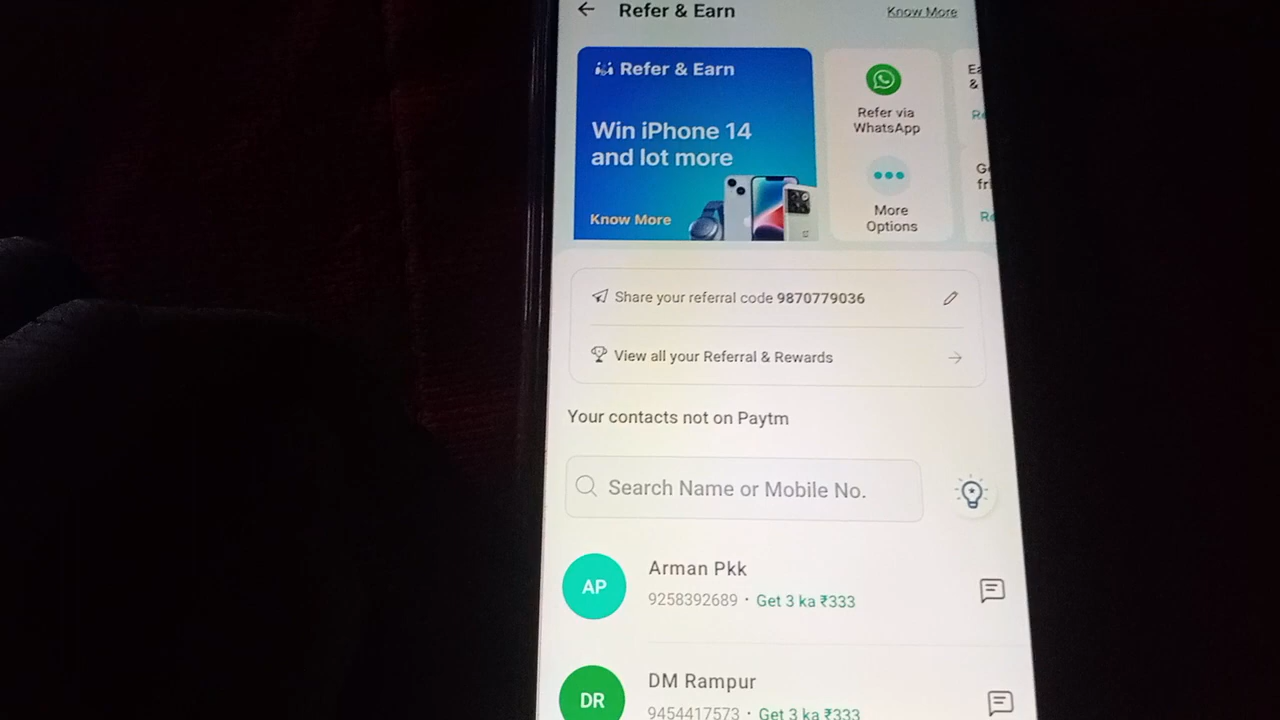 Refer & Earn
Know More
Refer & Earn
Win iPhone 14
and lot more
Know More
Refer via
WhatsApp
More
Options
&
Share your referral code 9870779036
View all your Referral & Rewards
Your contacts not on Paytm
Search Name or Mobile No.
AP
Arman Pkk
9258392689 · Get 3 ka ₹333
DR
DM Rampur
9454417573 · Get 3 ka ₹333